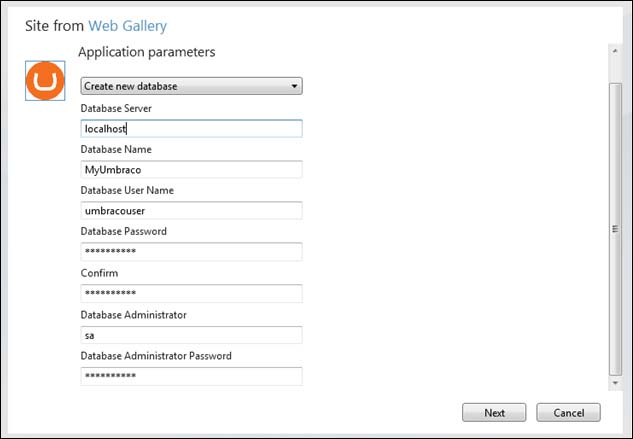 Site from Web Gallery
Application parameters
Create new database
Database Server
localhost
Database Name
MyUmbraco
Database User Name
umbracouser
Database Password
**********
Confirm
**********
Database Administrator
sa
Database Administrator Password
**********
Next Cancel